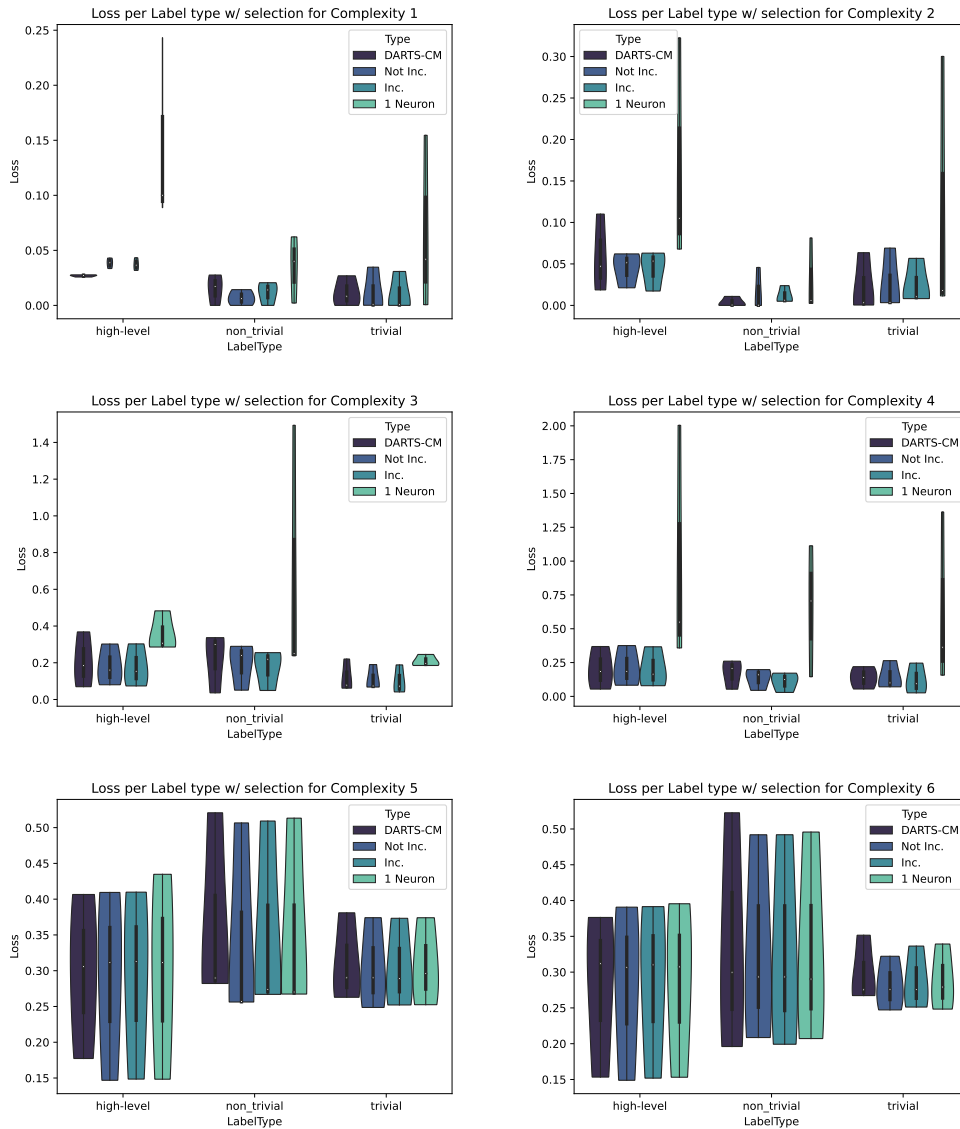 Loss per Label type w/ selection for Complexity 1
0.25
0.20
0.15
0.10
0.05
0.00
Loss
Type
DARTS-CM
Not Inc.
Inc.
1 Neuron
high-level
non_trivial
trivial
LabelType
Loss per Label type w/ selection for Complexity 2
0.30
0.25
0.20
0.15
0.10
0.05
0.00
Loss
Type
DARTS-CM
Not Inc.
Inc.
1 Neuron
high-level
non_trivial
trivial
LabelType
Loss per Label type w/ selection for Complexity 3
1.4
1.2
1.0
0.8
0.6
0.4
0.2
0.0
Loss
Type
DARTS-CM
Not Inc.
Inc.
1 Neuron
high-level
non_trivial
trivial
LabelType
Loss per Label type w/ selection for Complexity 4
2.00
1.75
1.50
1.25
1.00
0.75
0.50
0.25
0.00
Loss
Type
DARTS-CM
Not Inc.
Inc.
1 Neuron
high-level
non_trivial
trivial
LabelType
Loss per Label type w/ selection for Complexity 5
0.50
0.45
0.40
0.35
0.30
0.25
0.20
0.15
Loss
Type
DARTS-CM
Not Inc.
Inc.
1 Neuron
high-level
non_trivial
trivial
LabelType
Loss per Label type w/ selection for Complexity 6
0.50
0.45
0.40
0.35
0.30
0.25
0.20
0.15
Loss
Type
DARTS-CM
Not Inc.
Inc.
1 Neuron
high-level
non_trivial
trivial
LabelType